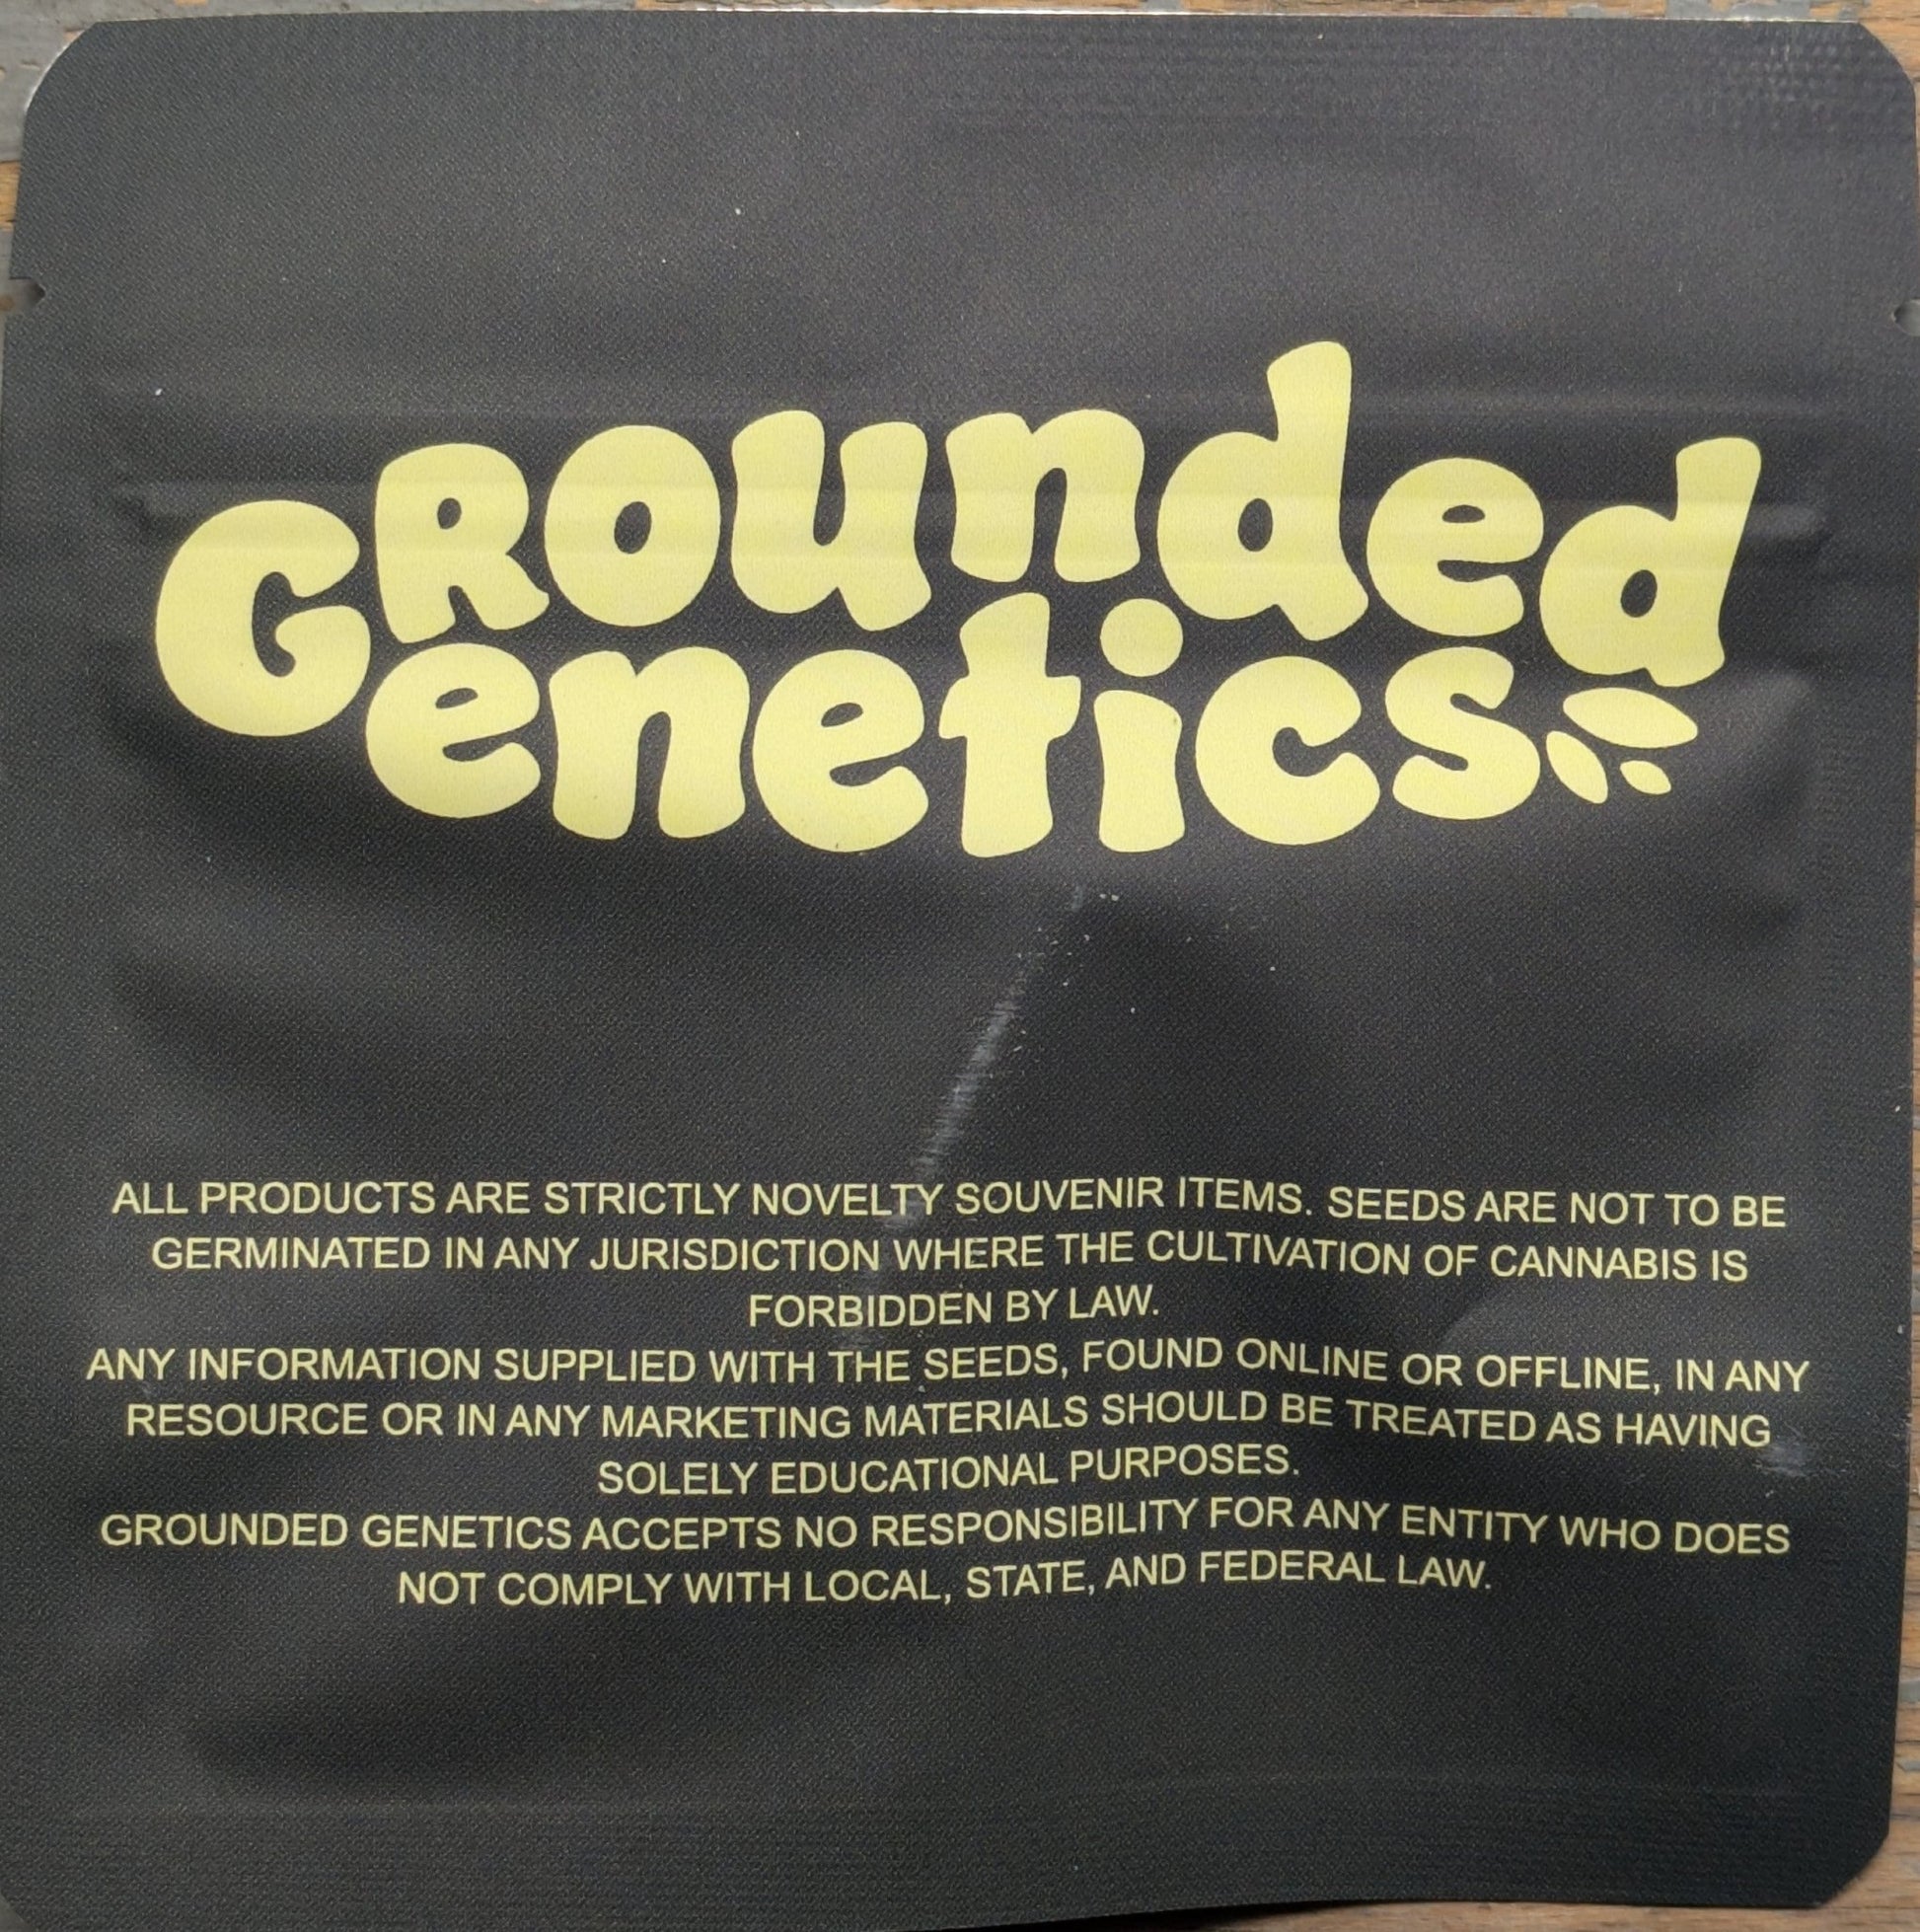 Grounded
Genetics
ALL PRODUCTS ARE STRICTLY NOVELTY SOUVENIR ITEMS. SEEDS ARE NOT TO BE
GERMINATED IN ANY JURISDICTION WHERE THE CULTIVATION OF CANNABIS IS
FORBIDDEN BY LAW.
ANY INFORMATION SUPPLIED WITH THE SEEDS, FOUND ONLINE OR OFFLINE, IN ANY
RESOURCE OR IN ANY MARKETING MATERIALS SHOULD BE TREATED AS HAVING
SOLELY EDUCATIONAL PURPOSES.
GROUNDED GENETICS ACCEPTS NO RESPONSIBILITY FOR ANY ENTITY WHO DOES
NOT COMPLY WITH LOCAL, STATE, AND FEDERAL LAW.